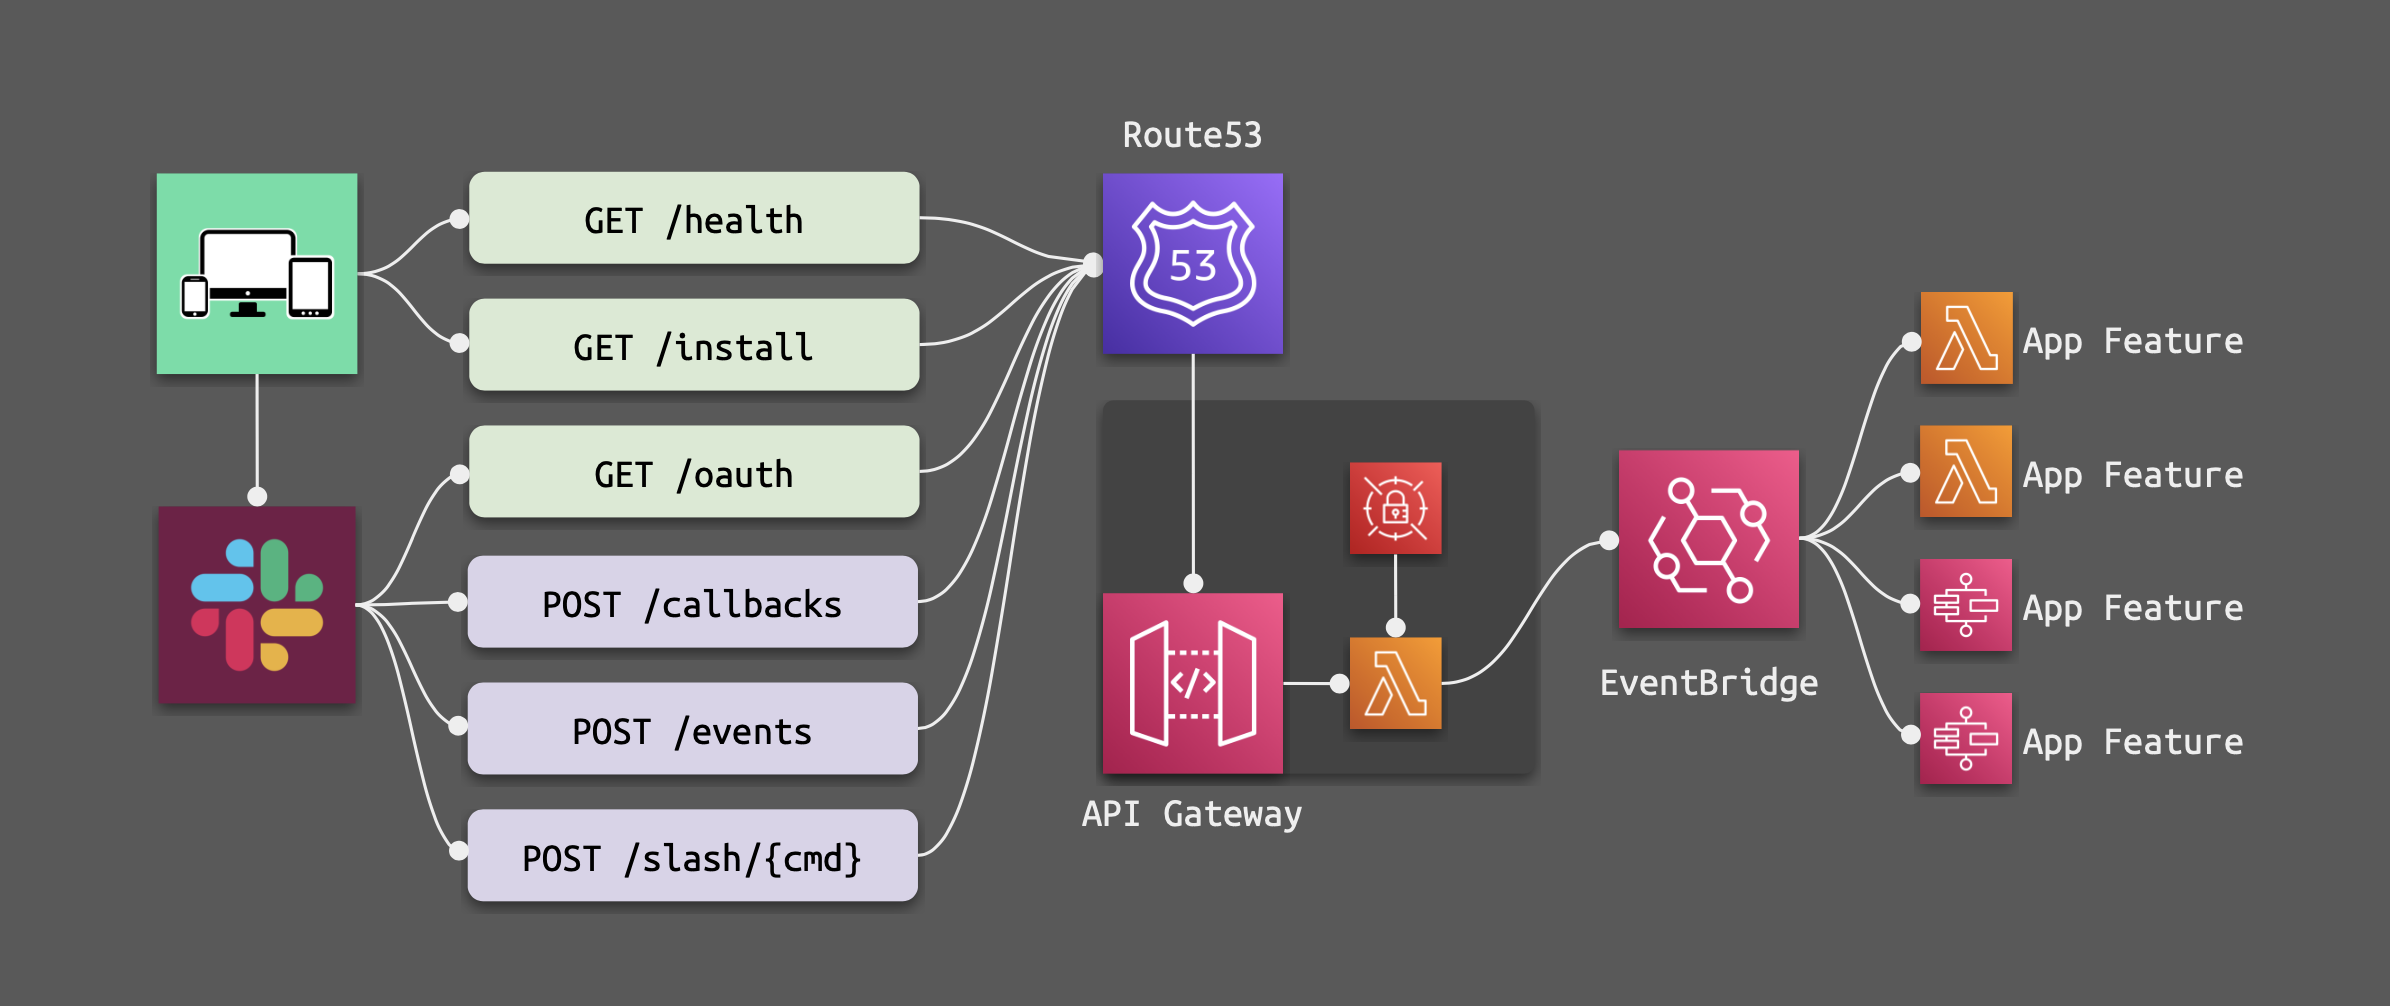 GET /health
GET /install
GET /oauth
POST /callbacks
POST /events
POST /slash/{cmd}
Route53
53
</>
API Gateway
EventBridge
App Feature
App Feature
App Feature
App Feature